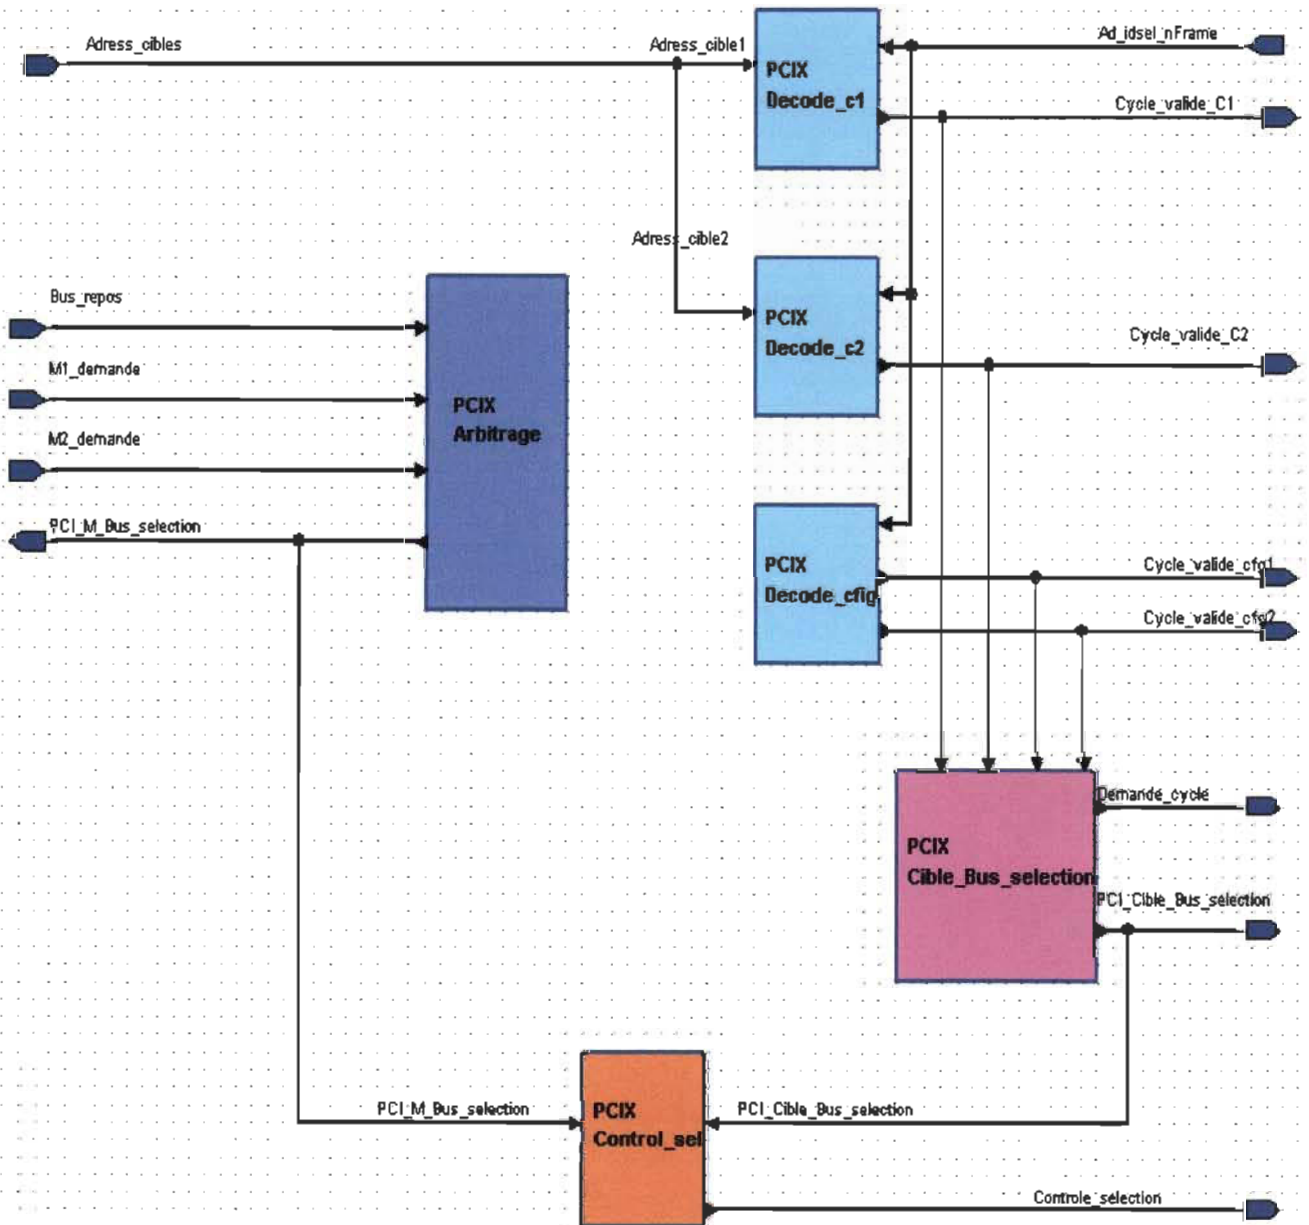 Ad_idsel_nFrame
Adress_cibles
Adress_cible1
PCIX
Decode_c1
Cycle_valide_C1
Adress_cible2
Bus_repos
PCIX
Decode_c2
Cycle_valide_C2
M1_demande
PCIX
Arbitrage
M2_demande
PCI_M_Bus_selection
PCIX
Decode_cfig
Cycle_valide_cfg1
Cycle_valide_cfg2
Demande_cycle
PCIX
Cible_Bus_selection
PCI_Cible_Bus_selection
PCI_M_Bus_selection
PCIX
Control_sel
PCI_Cible_Bus_selection
Controle_selection